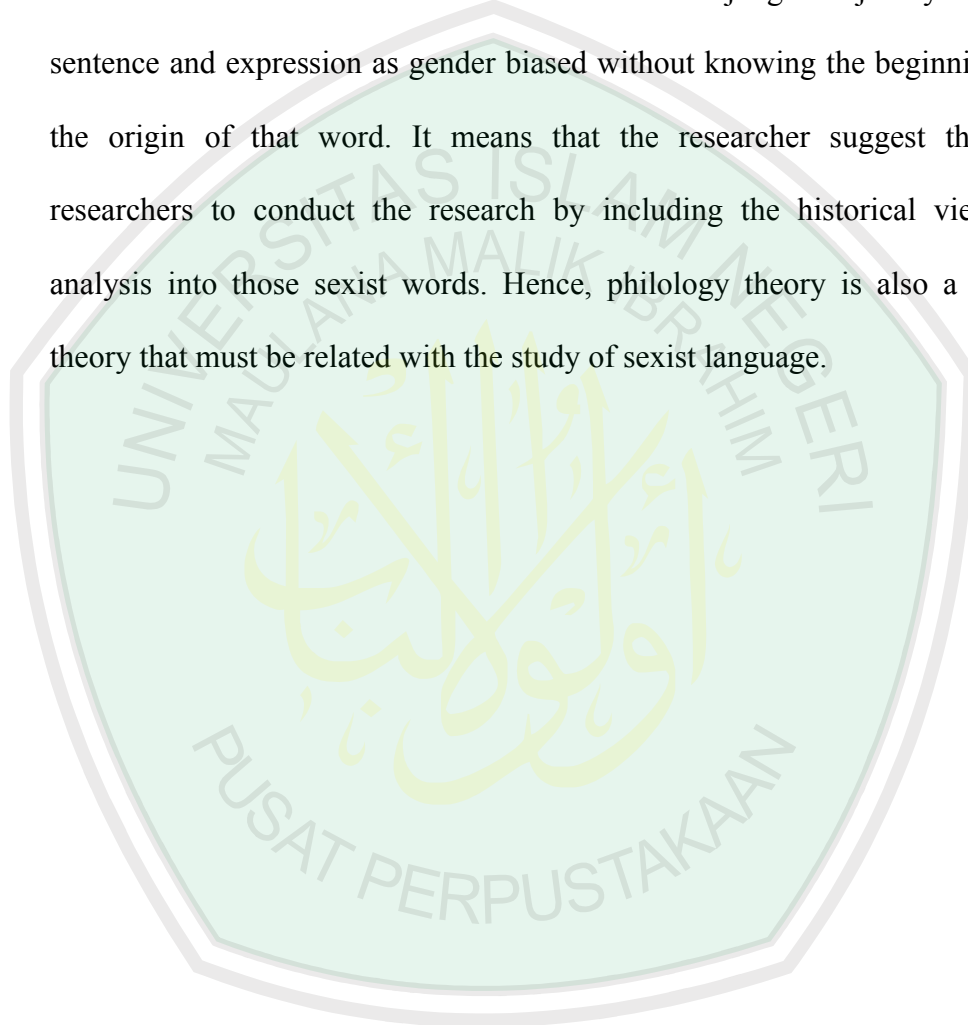 sentence and expression as gender biased without knowing the
the origin of that word. It means that the researcher suggest
researchers to conduct the research by including the historical
analysis into those sexist words. Hence, philology theory is also a
theory that must be related with the study of sexist language.
UNIVERSITAS ISLAM NEGERI
MAULANA MALIK IBRAHIM
أولوا الألباب
PUSAT PERPUSTAKAAN